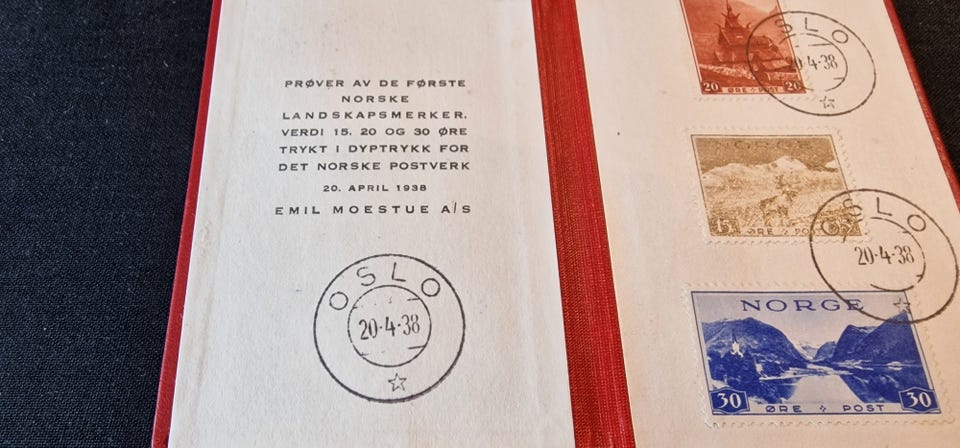 PRØVER AV DE FØRSTE
NORSKE
LANDSKAPSMERKER,
VERDI 15, 20 OG 30 ØRE
TRYKT I DYPTRYKK FOR
DET NORSKE POSTVERK
20. APRIL 1938
EMIL MOESTUE A/S
OSLO
20·4·38
20 ØRE POST 20
OSLO
20·4·38
NORGE
15 ØRE POST
OSLO
20·4·38
NORGE
30 ØRE POST 30